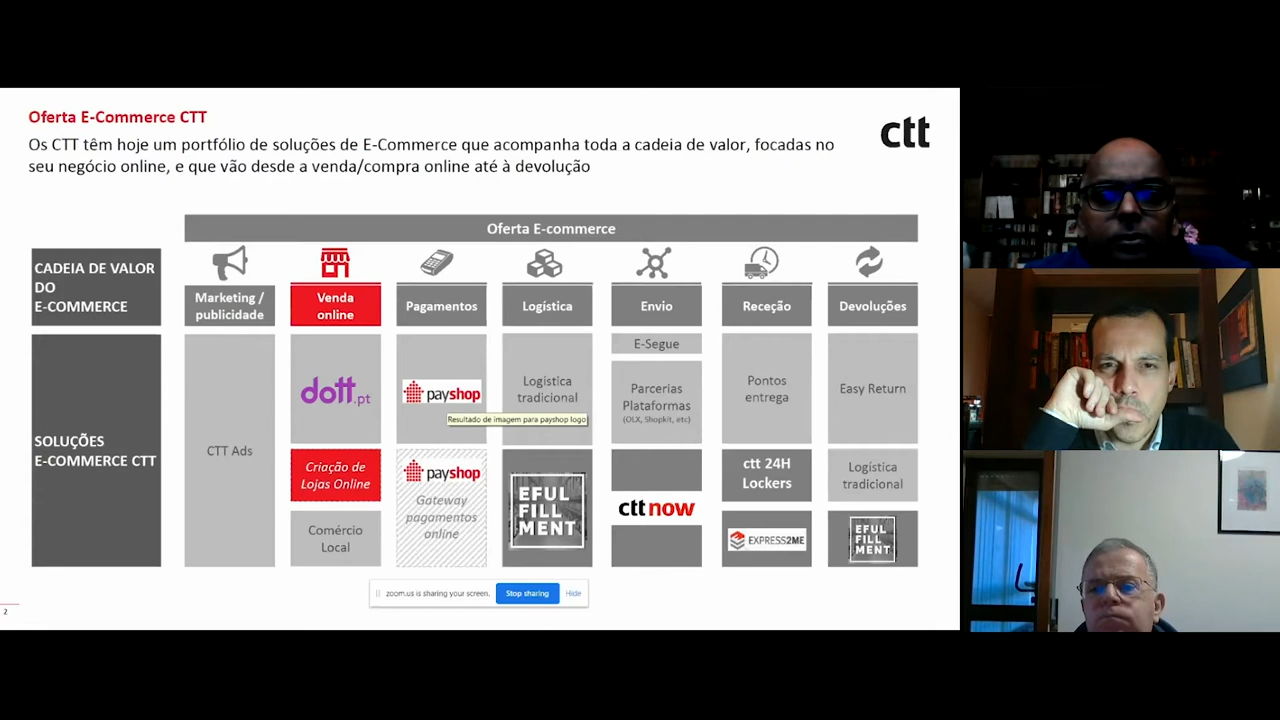 Oferta E-Commerce CTT
Os CTT têm hoje um portfólio de soluções de E-Commerce que acompanha toda a cadeia de valor, focadas no
seu negócio online, e que vão desde a venda/compra online até à devolução
ctt
Oferta E-commerce
CADEIA DE VALOR
DO
E-COMMERCE
Marketing /
publicidade
Venda
online
Pagamentos
Logística
Envio
Receção
Devoluções
SOLUÇÕES
E-COMMERCE CTT
CTT Ads
dott.pt
Criação de
Lojas Online
Comércio
Local
payshop
Resultado de imagem para payshop logo
payshop
Gateway
pagamentos
online
Logística
tradicional
EFUL
FILL
MENT
E-Segue
Parcerias
Plataformas
(OLX, Shopkit, etc)
ctt now
Pontos
entrega
ctt 24H
Lockers
EXPRESS2ME
Easy Return
Logística
tradicional
EFUL
FILL
MENT
zoom.us is sharing your screen.
Stop sharing
Hide
2